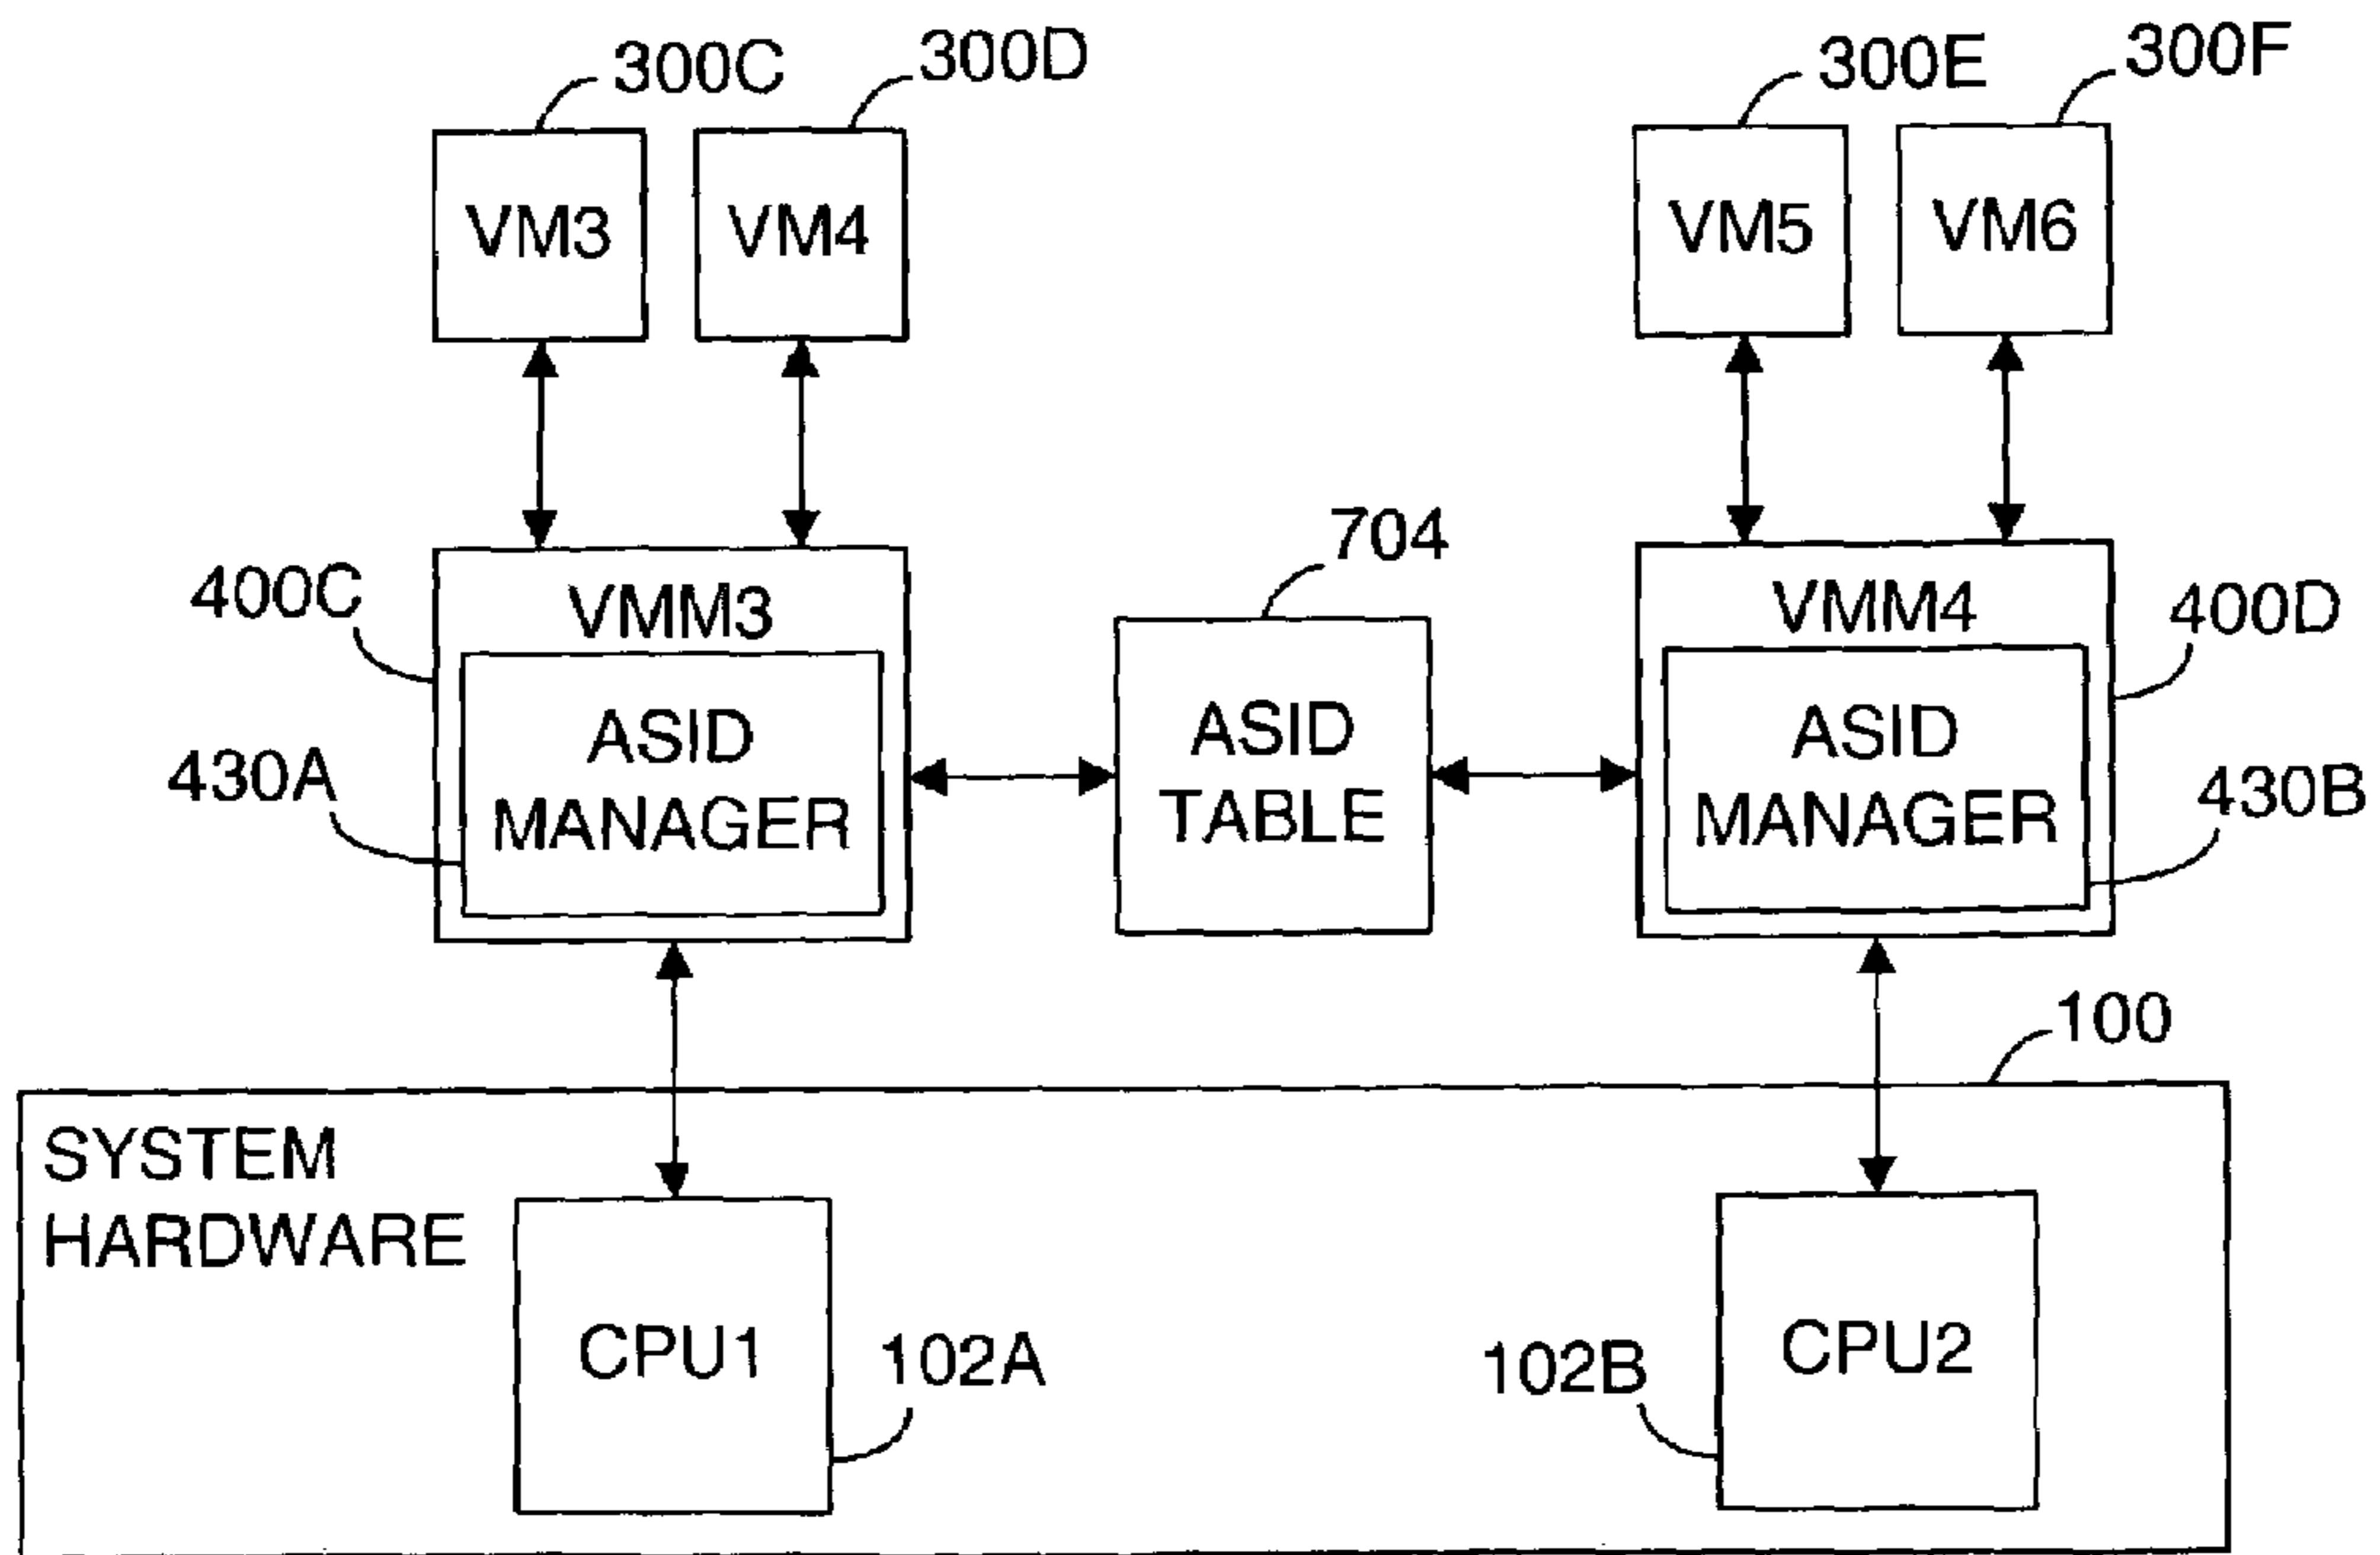 300C
300D
300E
300F
VM3
VM4
VM5
VM6
704
400C
VMM3
VMM4
400D
ASID
MANAGER
430A
ASID
TABLE
ASID
MANAGER
430B
100
SYSTEM
HARDWARE
CPU1
102A
102B
CPU2